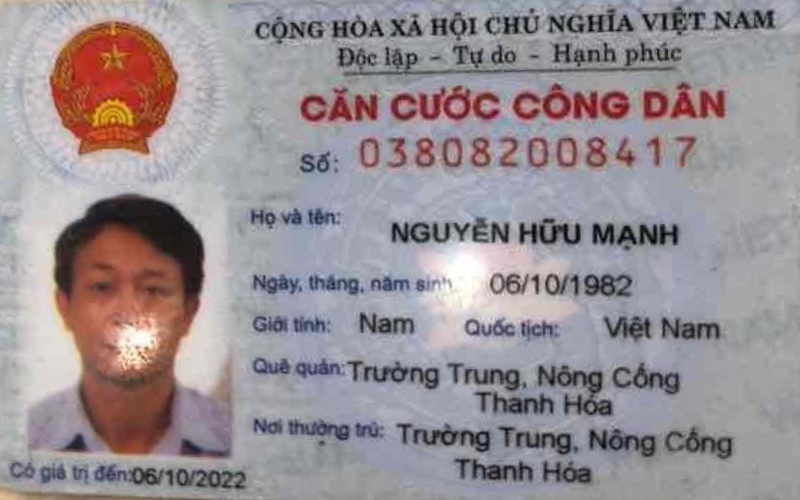 CỘNG HÒA XÃ HỘI CHỦ NGHĨA VIỆT NAM
Độc lập - Tự do - Hạnh phúc
CĂN CƯỚC CÔNG DÂN
Số: 038082008417
Họ và tên: NGUYỄN HỮU MẠNH
Ngày, tháng, năm sinh 06/10/1982
Giới tính: Nam Quốc tịch: Việt Nam
Quê quán: Trường Trung, Nông Cống
Thanh Hóa
Nơi thường trú: Trường Trung, Nông Cống
Thanh Hóa
Có giá trị đến: 06/10/2022